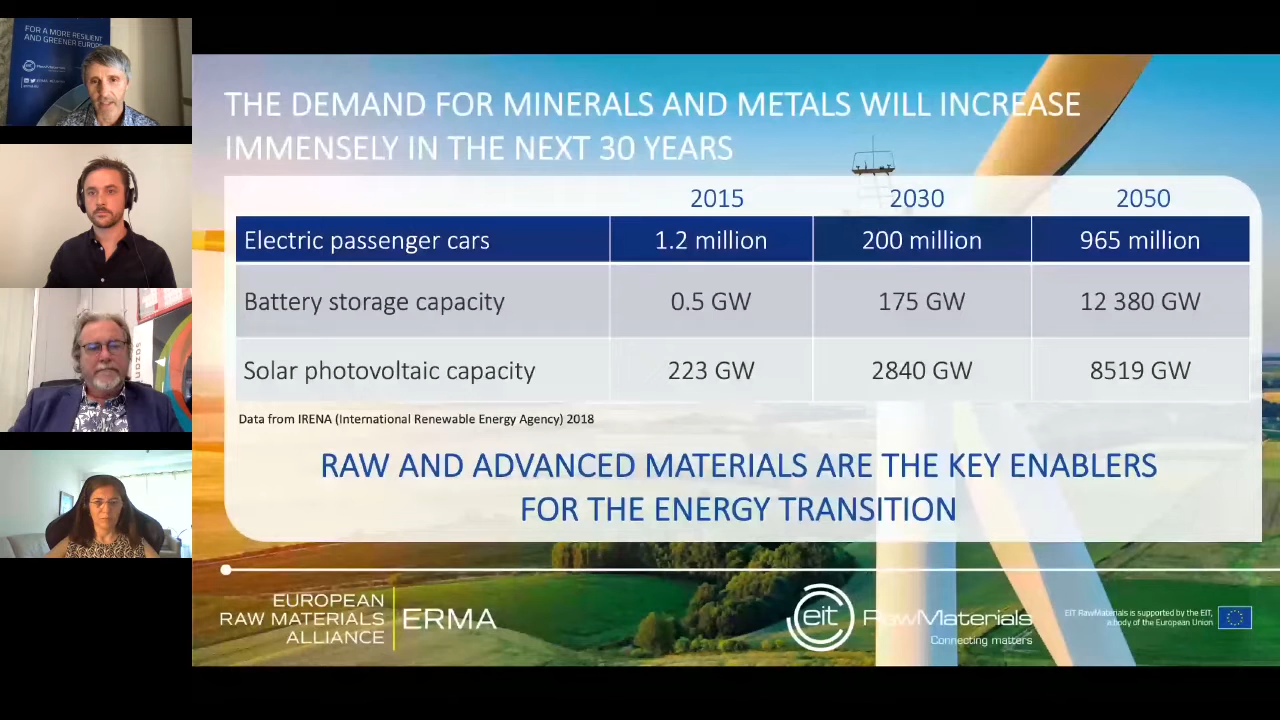 FOR A MORE RESILIENT
AND GREENER EUROPE
THE DEMAND FOR MINERALS AND METALS WILL INCREASE
IMMENSELY IN THE NEXT 30 YEARS
2015 2030 2050
Electric passenger cars 1.2 million 200 million 965 million
Battery storage capacity 0.5 GW 175 GW 12 380 GW
Solar photovoltaic capacity 223 GW 2840 GW 8519 GW
Data from IRENA (International Renewable Energy Agency) 2018
RAW AND ADVANCED MATERIALS ARE THE KEY ENABLERS
FOR THE ENERGY TRANSITION
EUROPEAN
RAW MATERIALS
ALLIANCE
ERMA
eit RawMaterials
Connecting matters
EIT RawMaterials is supported by the EIT,
a body of the European Union